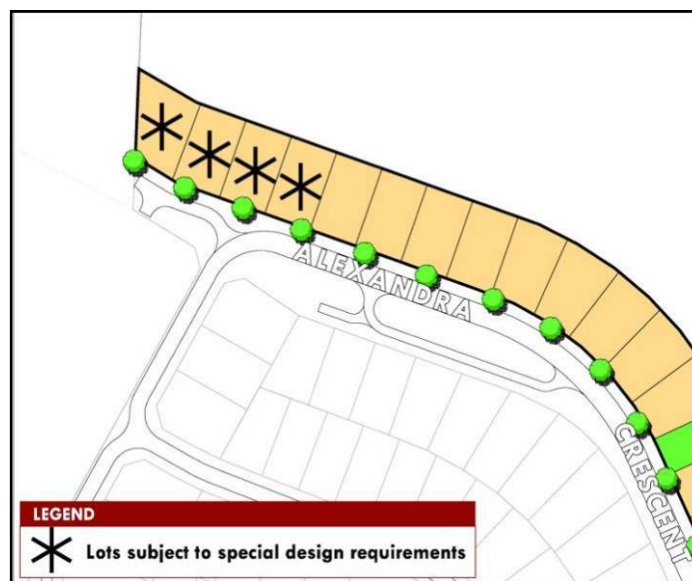 ALEXANDRA
CRESCENT
LEGEND
Lots subject to special design requirements